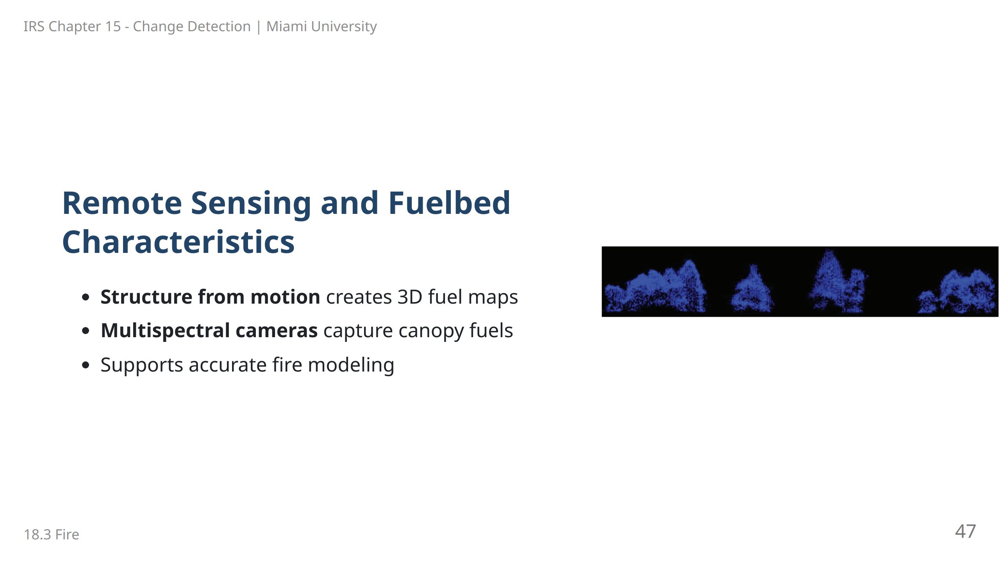 IRS Chapter 15 - Change Detection | Miami University
Remote Sensing and Fuelbed
Characteristics
• Structure from motion creates 3D fuel maps
• Multispectral cameras capture canopy fuels
• Supports accurate fire modeling
18.3 Fire
47